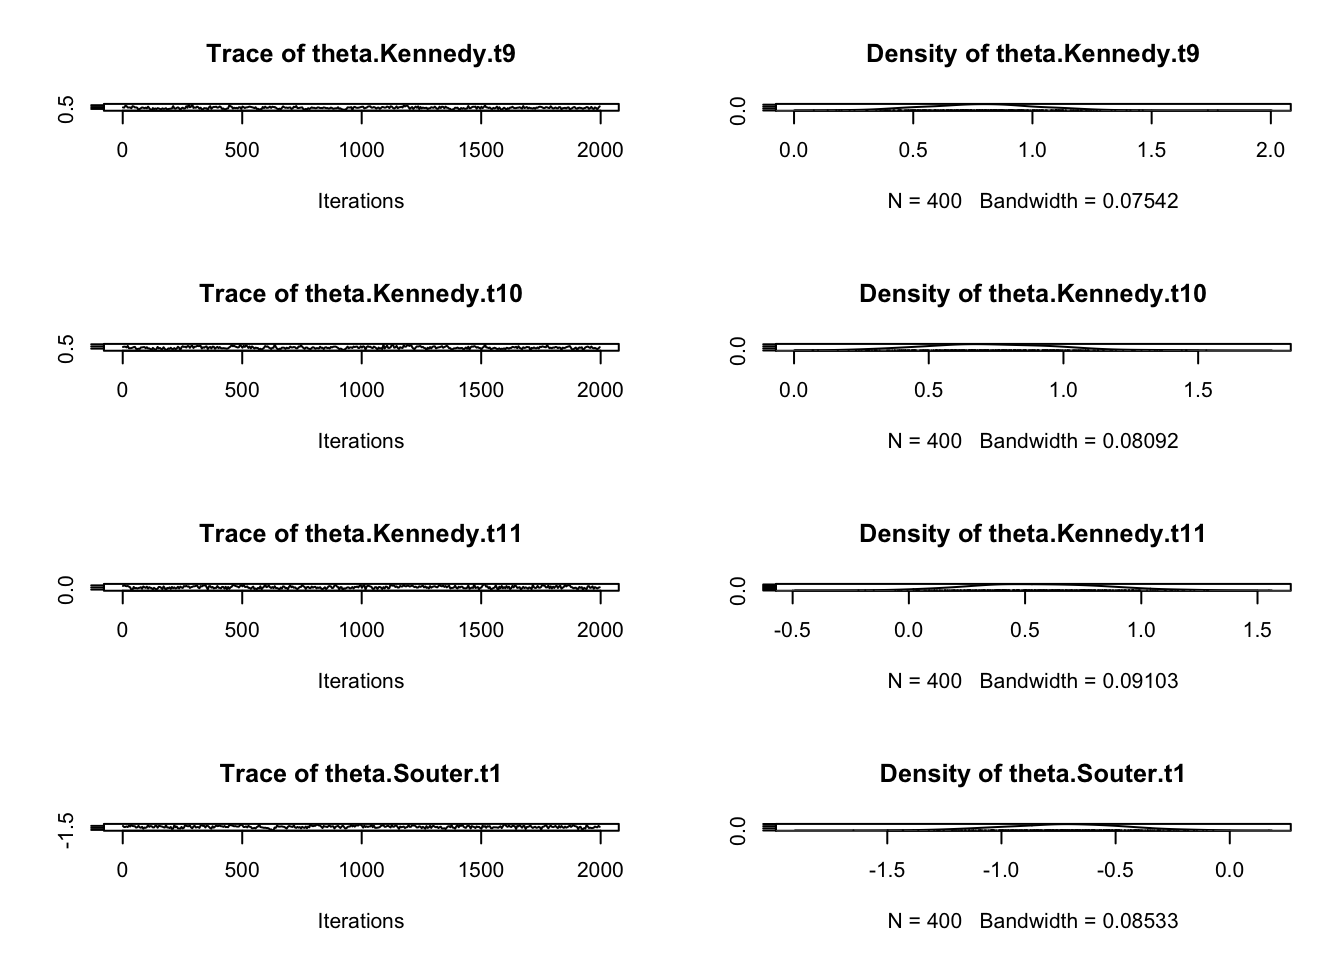 Trace of theta.Kennedy.t9
0.5
0 500 1000 1500 2000
Iterations
Density of theta.Kennedy.t9
0.0
0.0 0.5 1.0 1.5 2.0
N = 400 Bandwidth = 0.07542
Trace of theta.Kennedy.t10
0.5
0 500 1000 1500 2000
Iterations
Density of theta.Kennedy.t10
0.0
0.0 0.5 1.0 1.5
N = 400 Bandwidth = 0.08092
Trace of theta.Kennedy.t11
0.0
0 500 1000 1500 2000
Iterations
Density of theta.Kennedy.t11
0.0
-0.5 0.0 0.5 1.0 1.5
N = 400 Bandwidth = 0.09103
Trace of theta.Souter.t1
-1.5
0 500 1000 1500 2000
Iterations
Density of theta.Souter.t1
0.0
-1.5 -1.0 -0.5 0.0
N = 400 Bandwidth = 0.08533